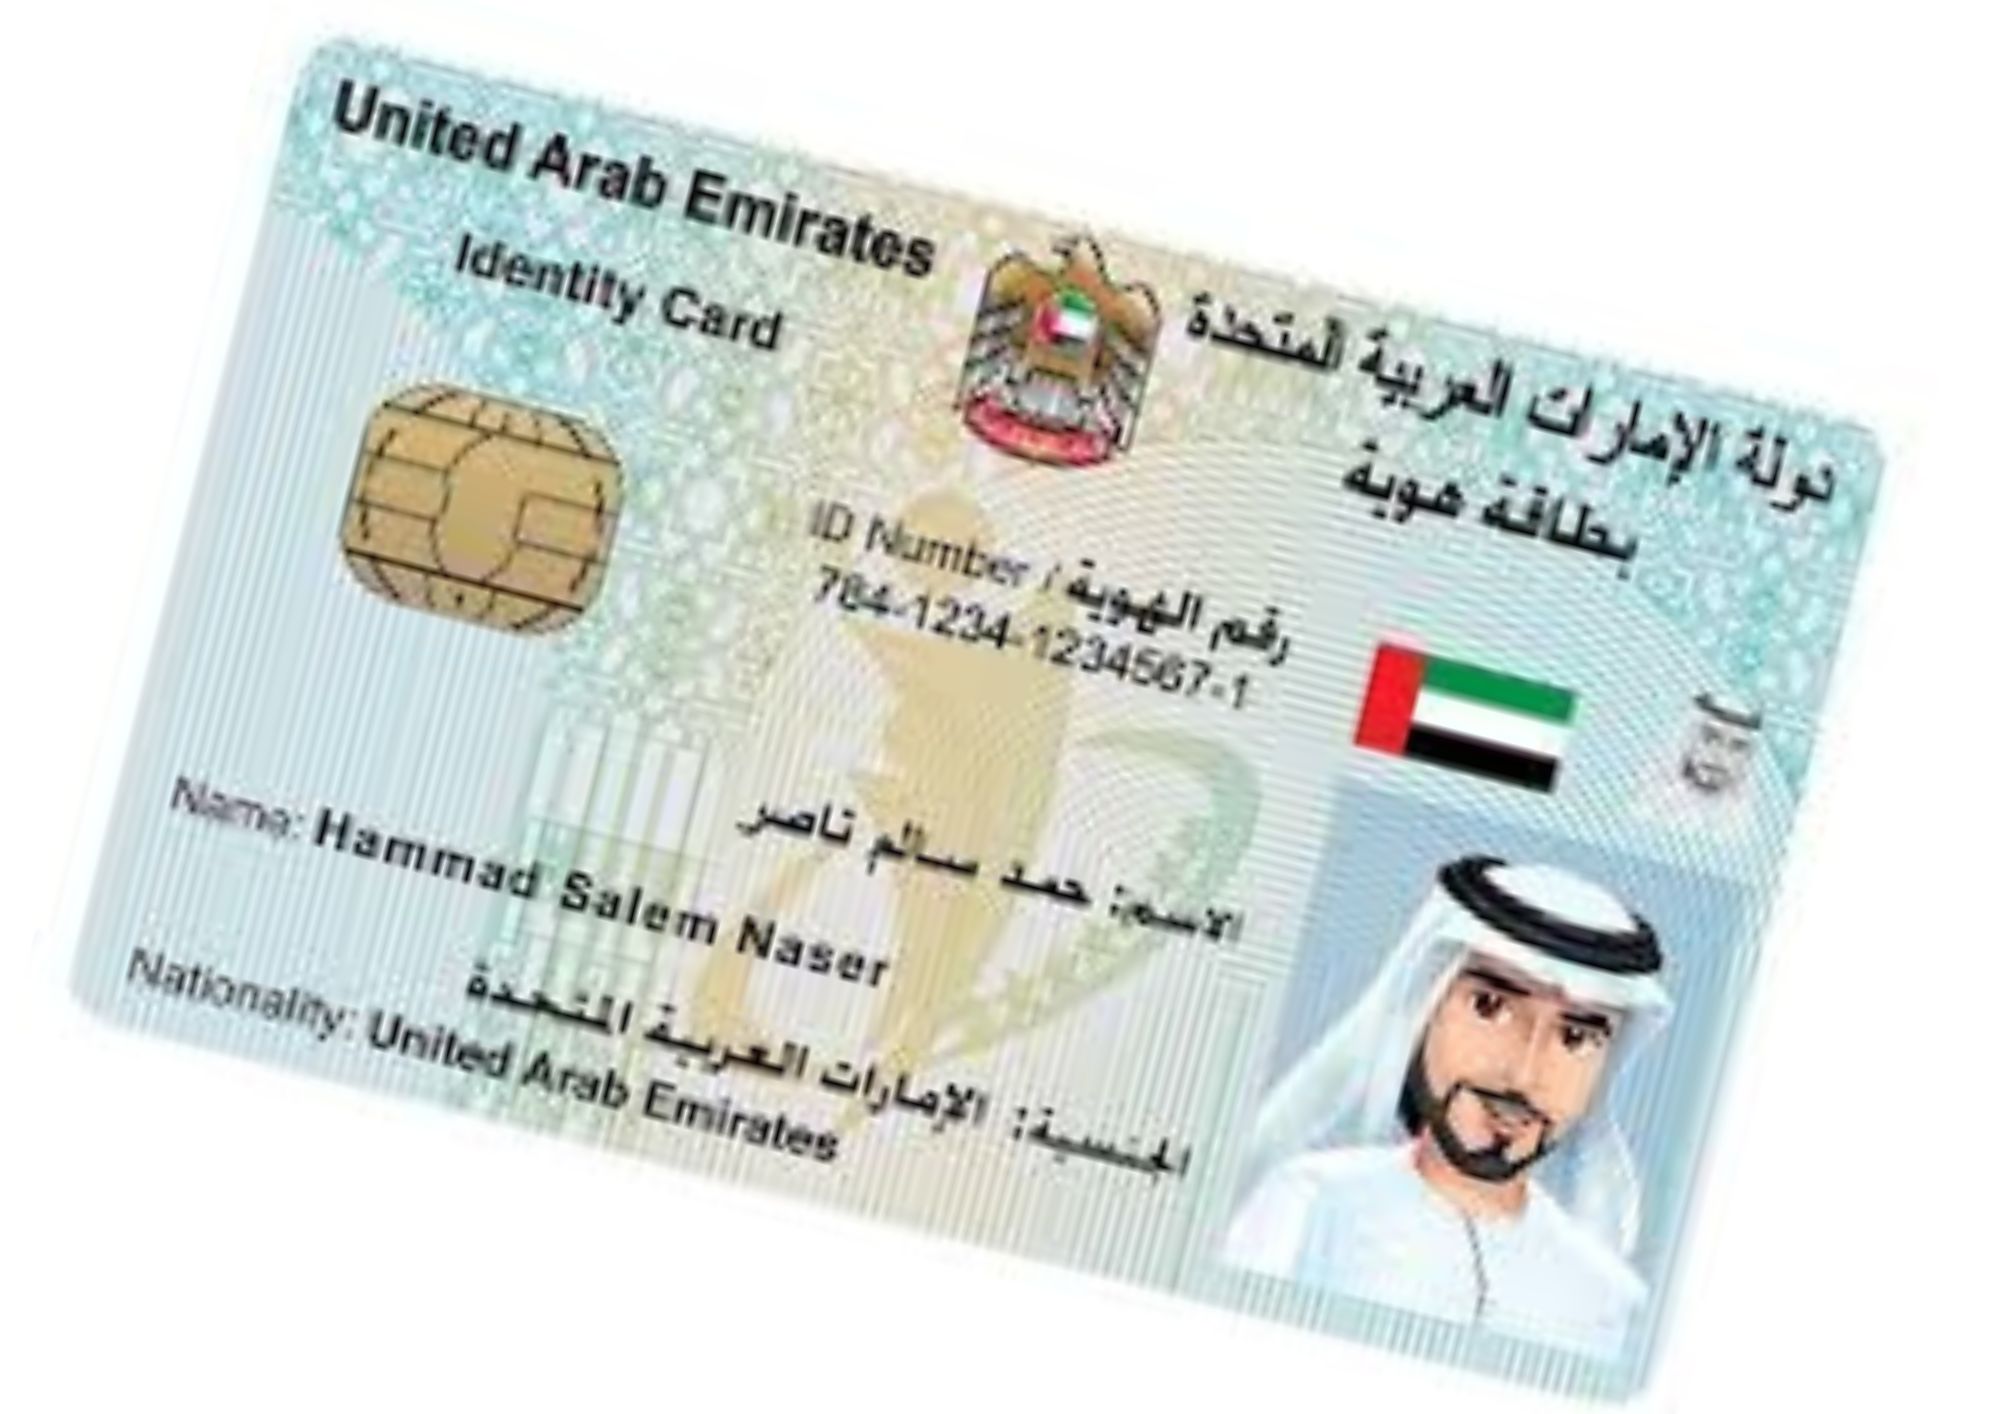 United Arab Emirates
Identity Card
دولة الإمارات العربية المتحدة
بطاقة هوية
ID Number / رقم الهوية
784-1234-1234567-1
الاسم: حمد سالم ناصر
Name: Hammad Salem Naser
الجنسية: الإمارات العربية المتحدة
Nationality: United Arab Emirates